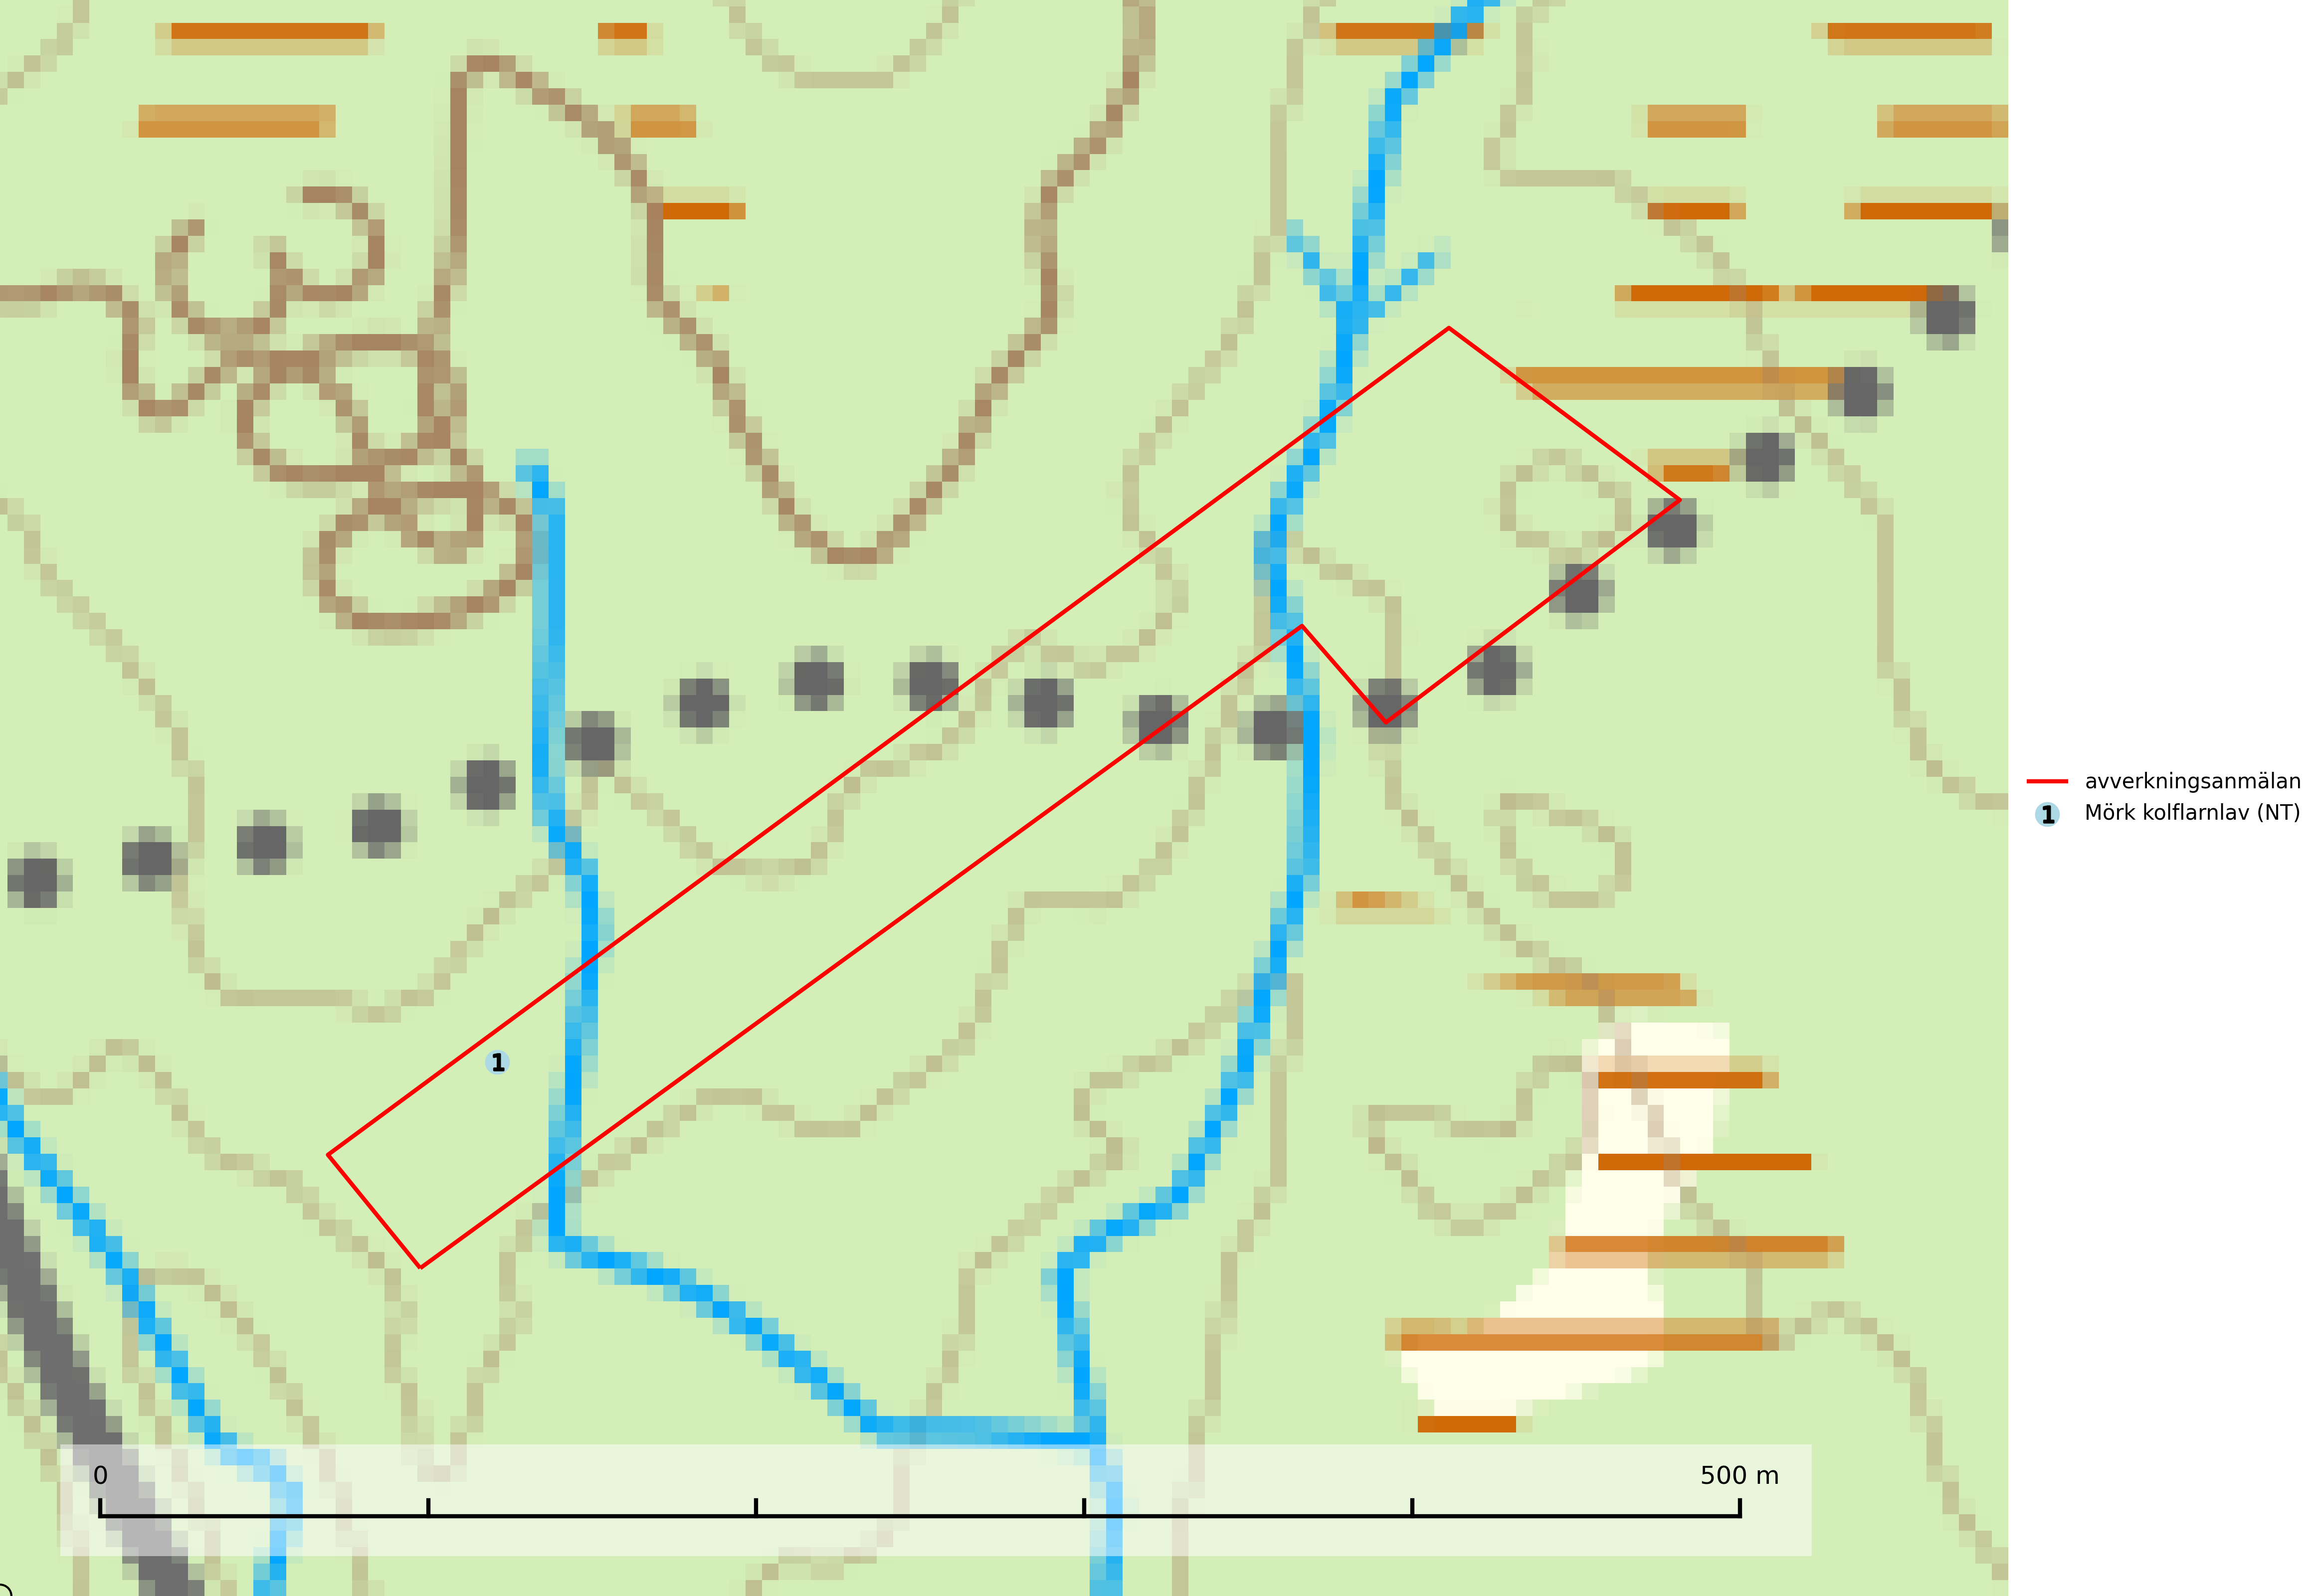 1
avverkningsanmälan
1 Mörk kolflarnlav (NT)
0 500 m